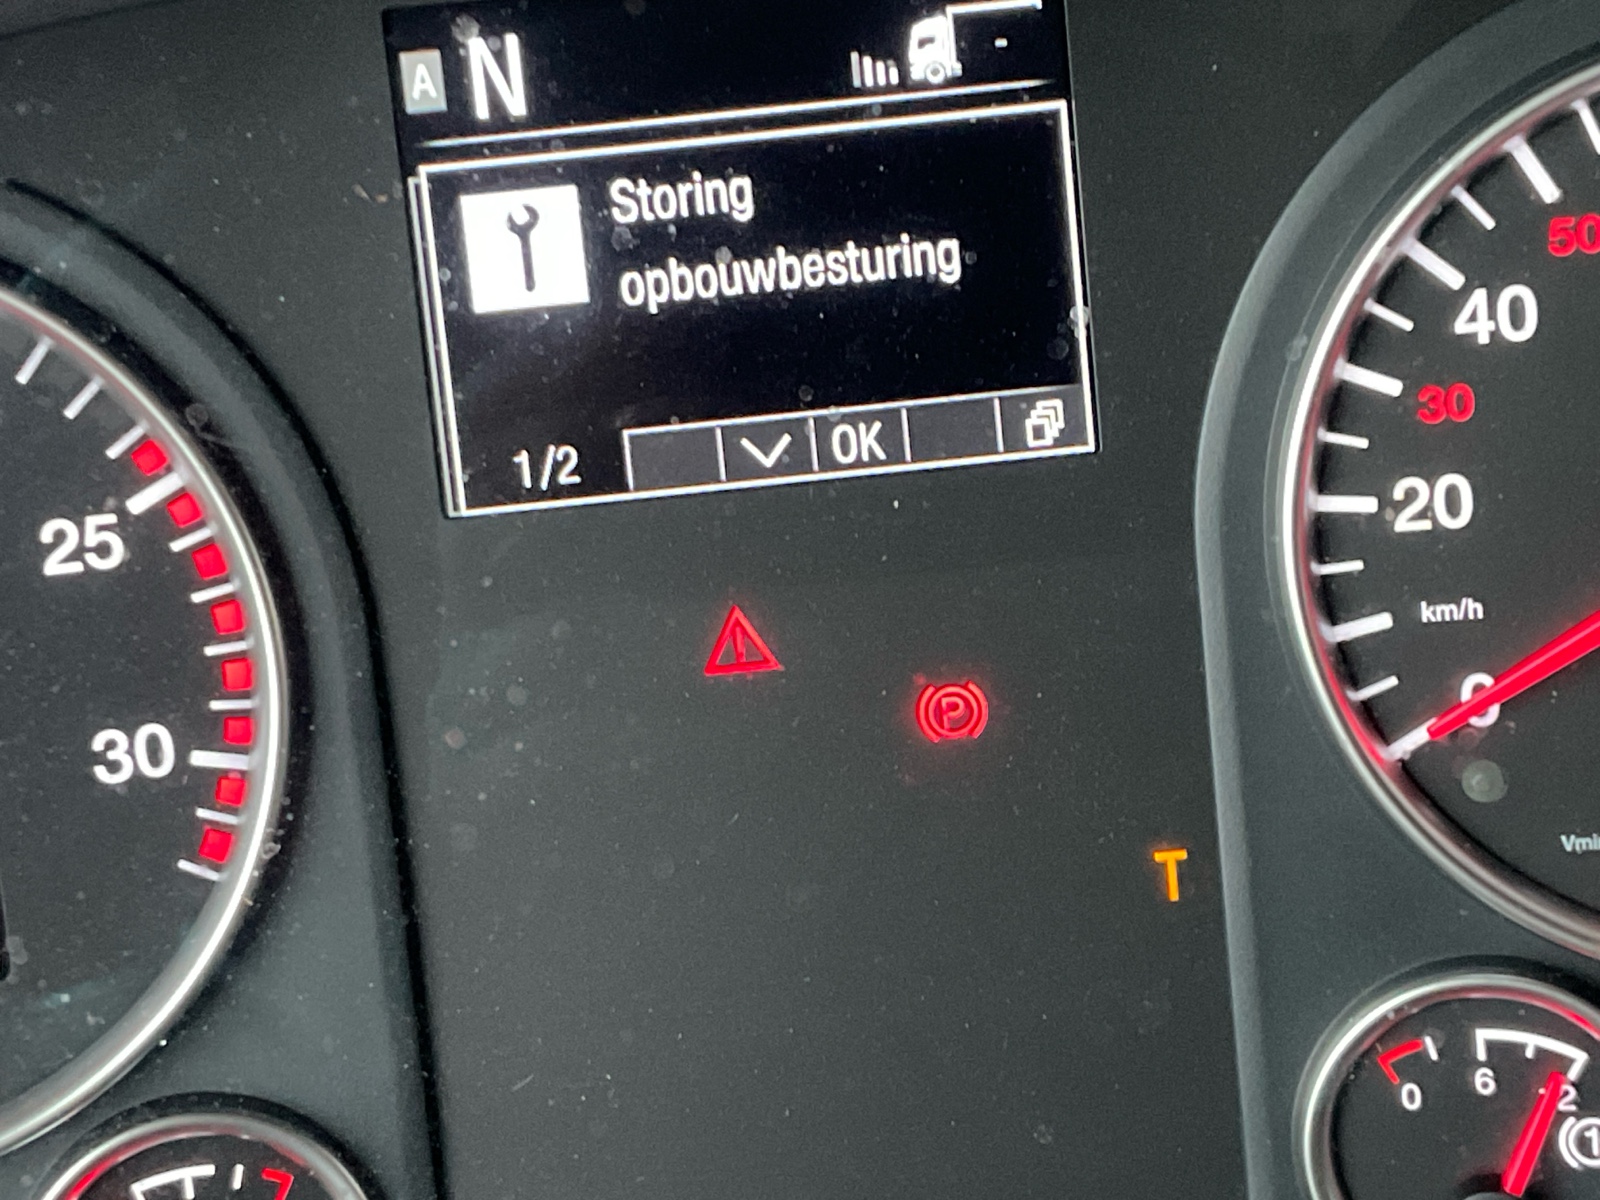 A N
Storing
opbouwbesturing
1/2 OK
50
40
30
20
km/h
0
25
30
P
T
0 6